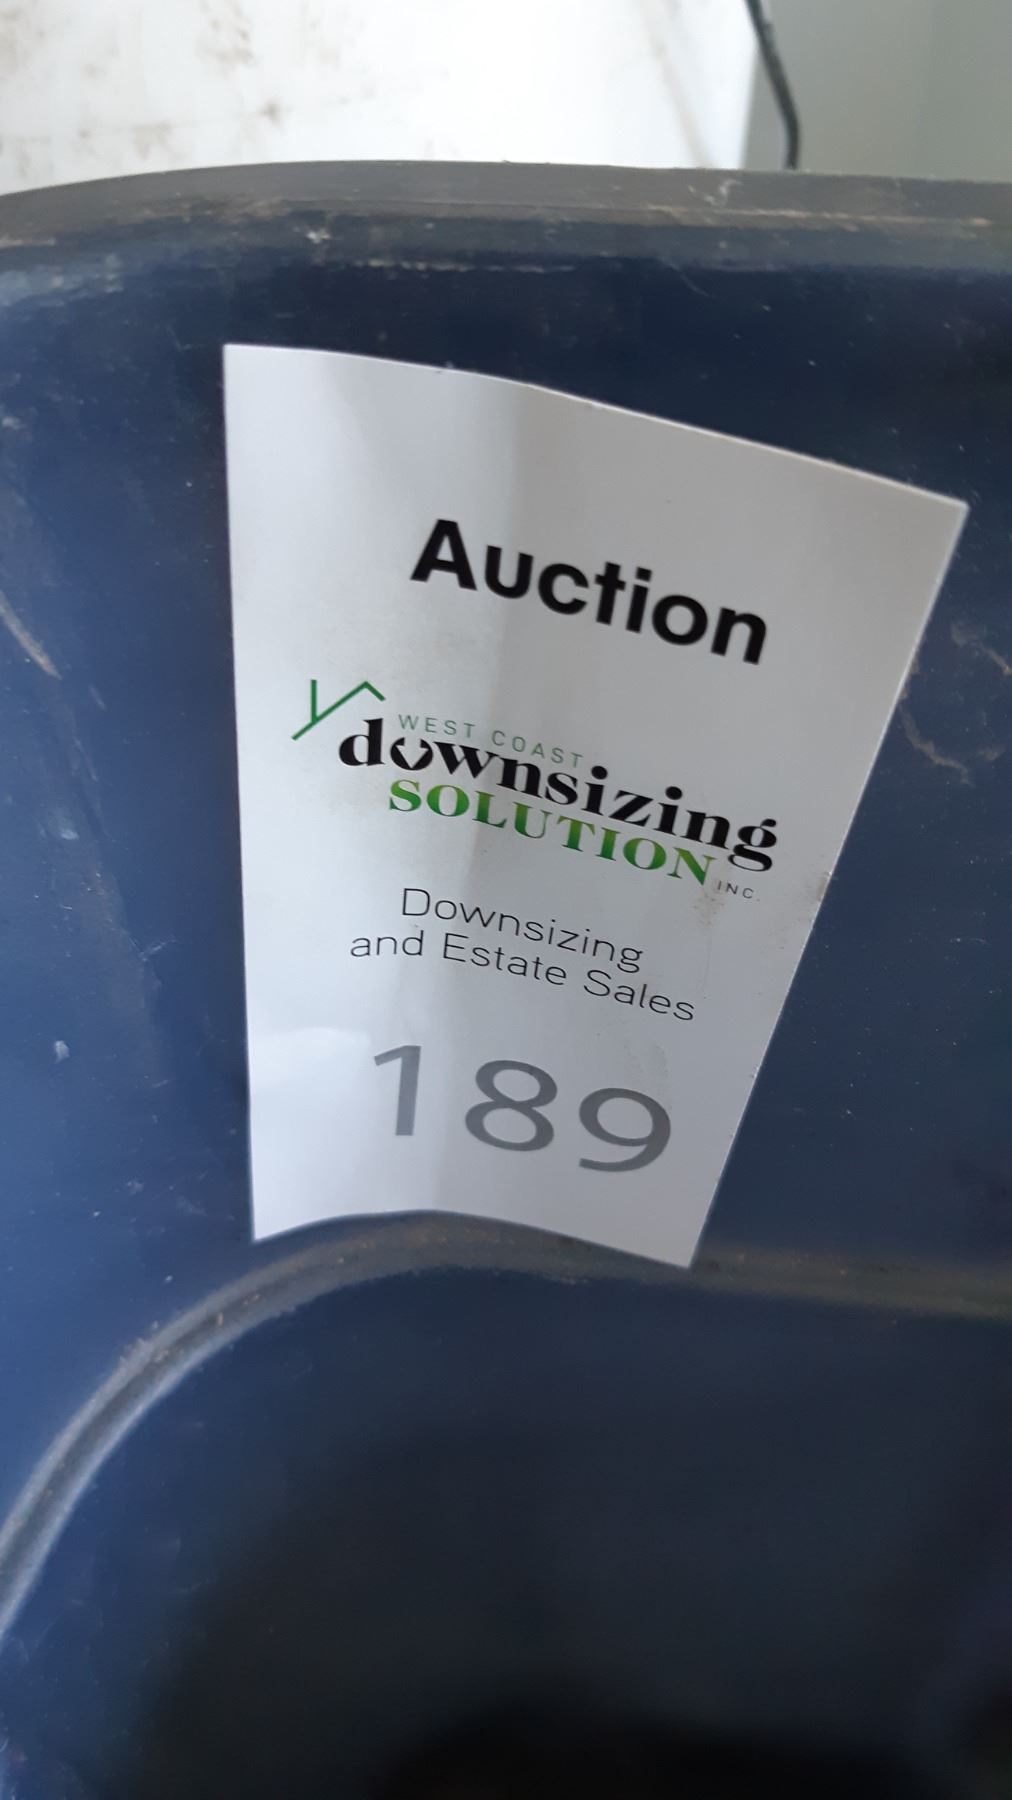 Auction
WEST COAST
downsizing
SOLUTION INC.
Downsizing
and Estate Sales
189